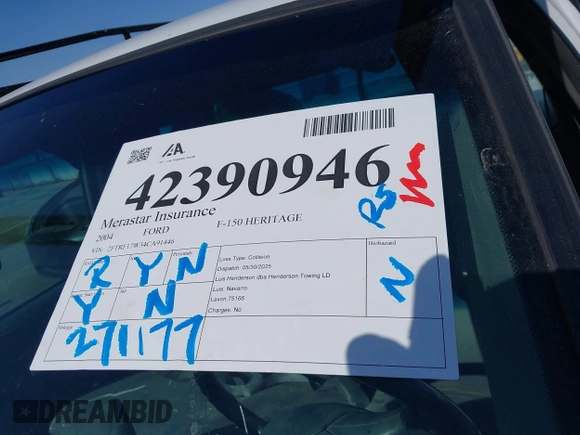 IAA
42390946
Merastar Insurance
2004 FORD F-150 HERITAGE
VIN: 2FTRF17W34CA91446
RS
Biohazard
Personals
R Y N
Loss Type: Collision
Dispatch: 05/30/2025
Luis Henderson dba Henderson Towing LD
Luis Navarro
Lavon, 75166
Charges: No
Y N
N
271177
DREAMBID